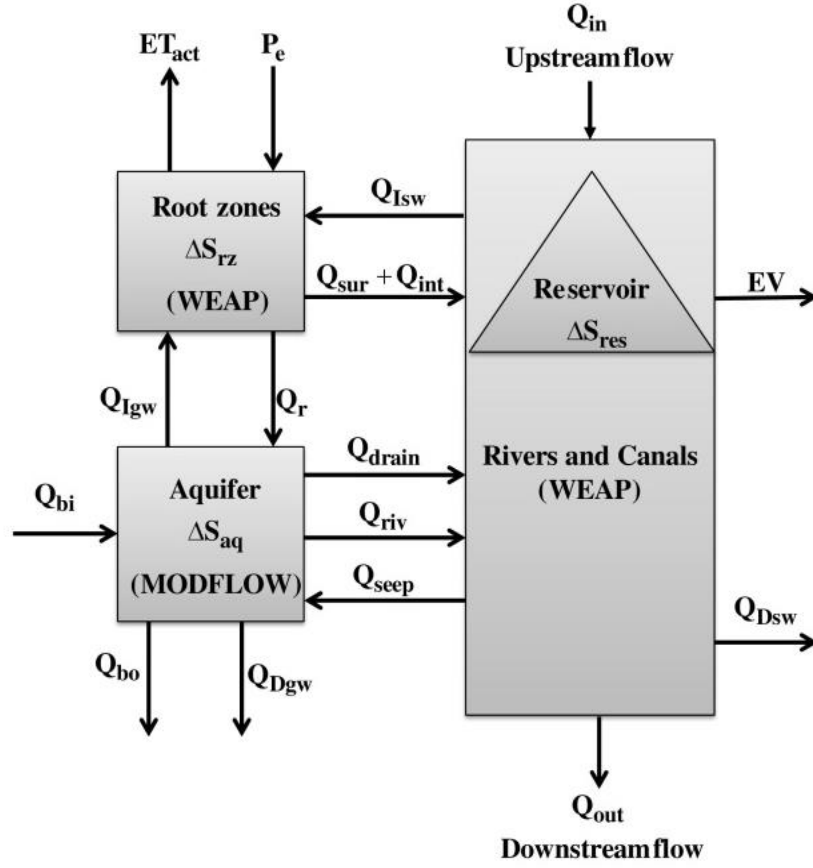 Q_in
Upstream flow
ET_act
P_e
Root zones
ΔS_rz
(WEAP)
Q_Isw
Q_sur + Q_int
Reservoir
ΔS_res
EV
Q_Igw
Q_r
Q_bi
Aquifer
ΔS_aq
(MODFLOW)
Q_drain
Q_riv
Q_seep
Rivers and Canals
(WEAP)
Q_Dsw
Q_bo
Q_Dgw
Q_out
Downstream flow